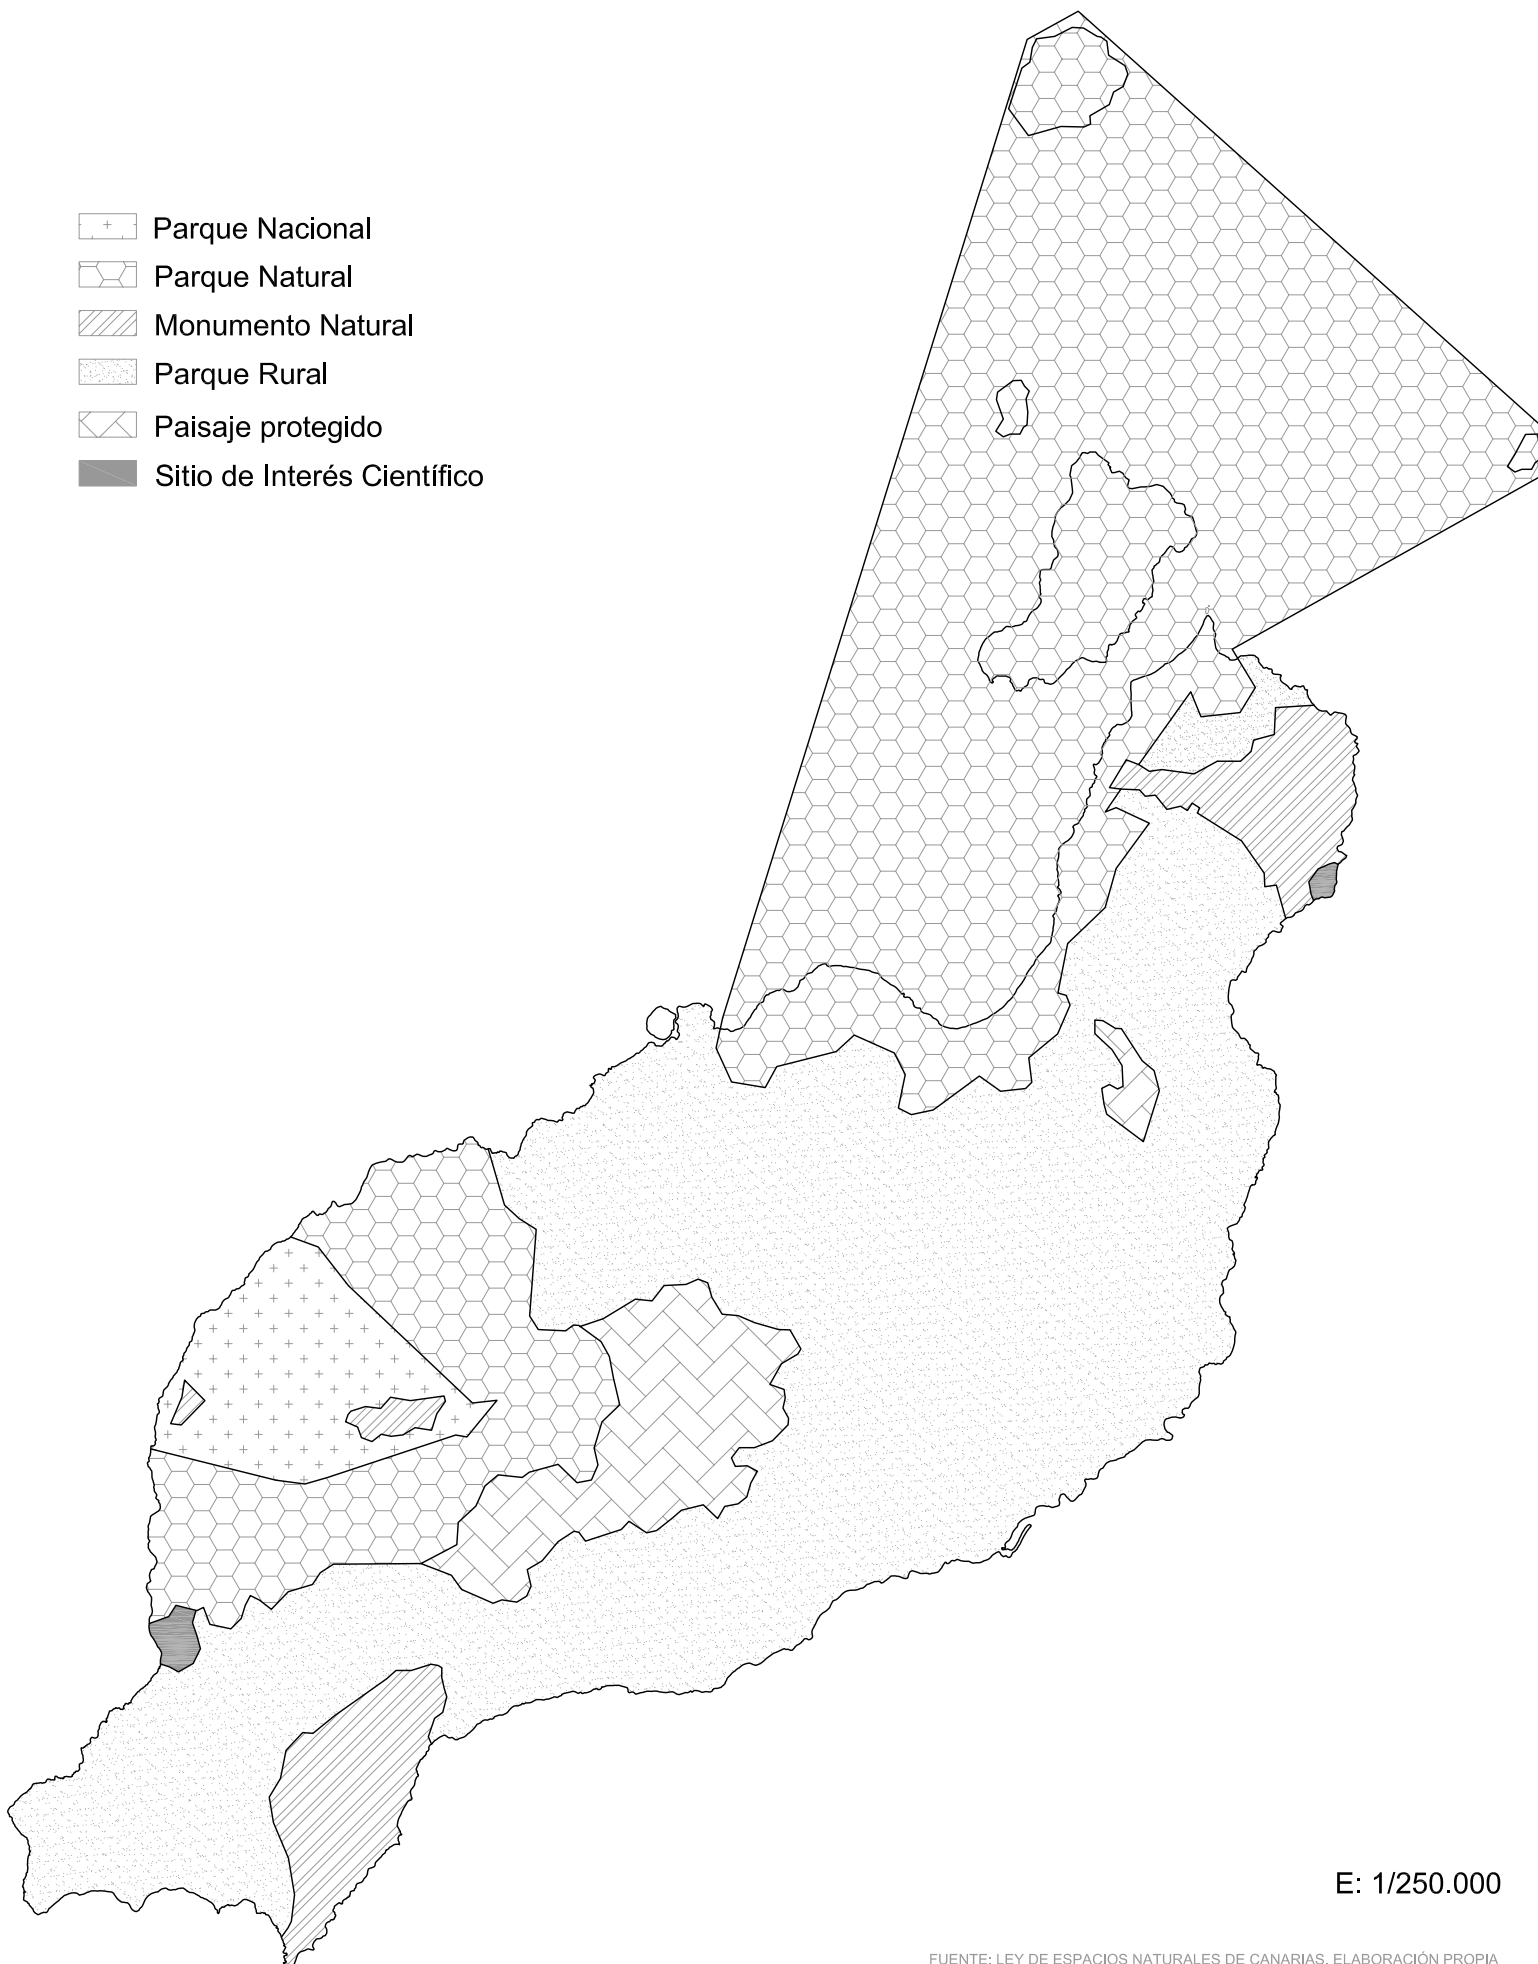 Parque Nacional
Parque Natural
Monumento Natural
Parque Rural
Paisaje protegido
Sitio de Interés Científico
E: 1/250.000
FUENTE: LEY DE ESPACIOS NATURALES DE CANARIAS. ELABORACIÓN PROPIA